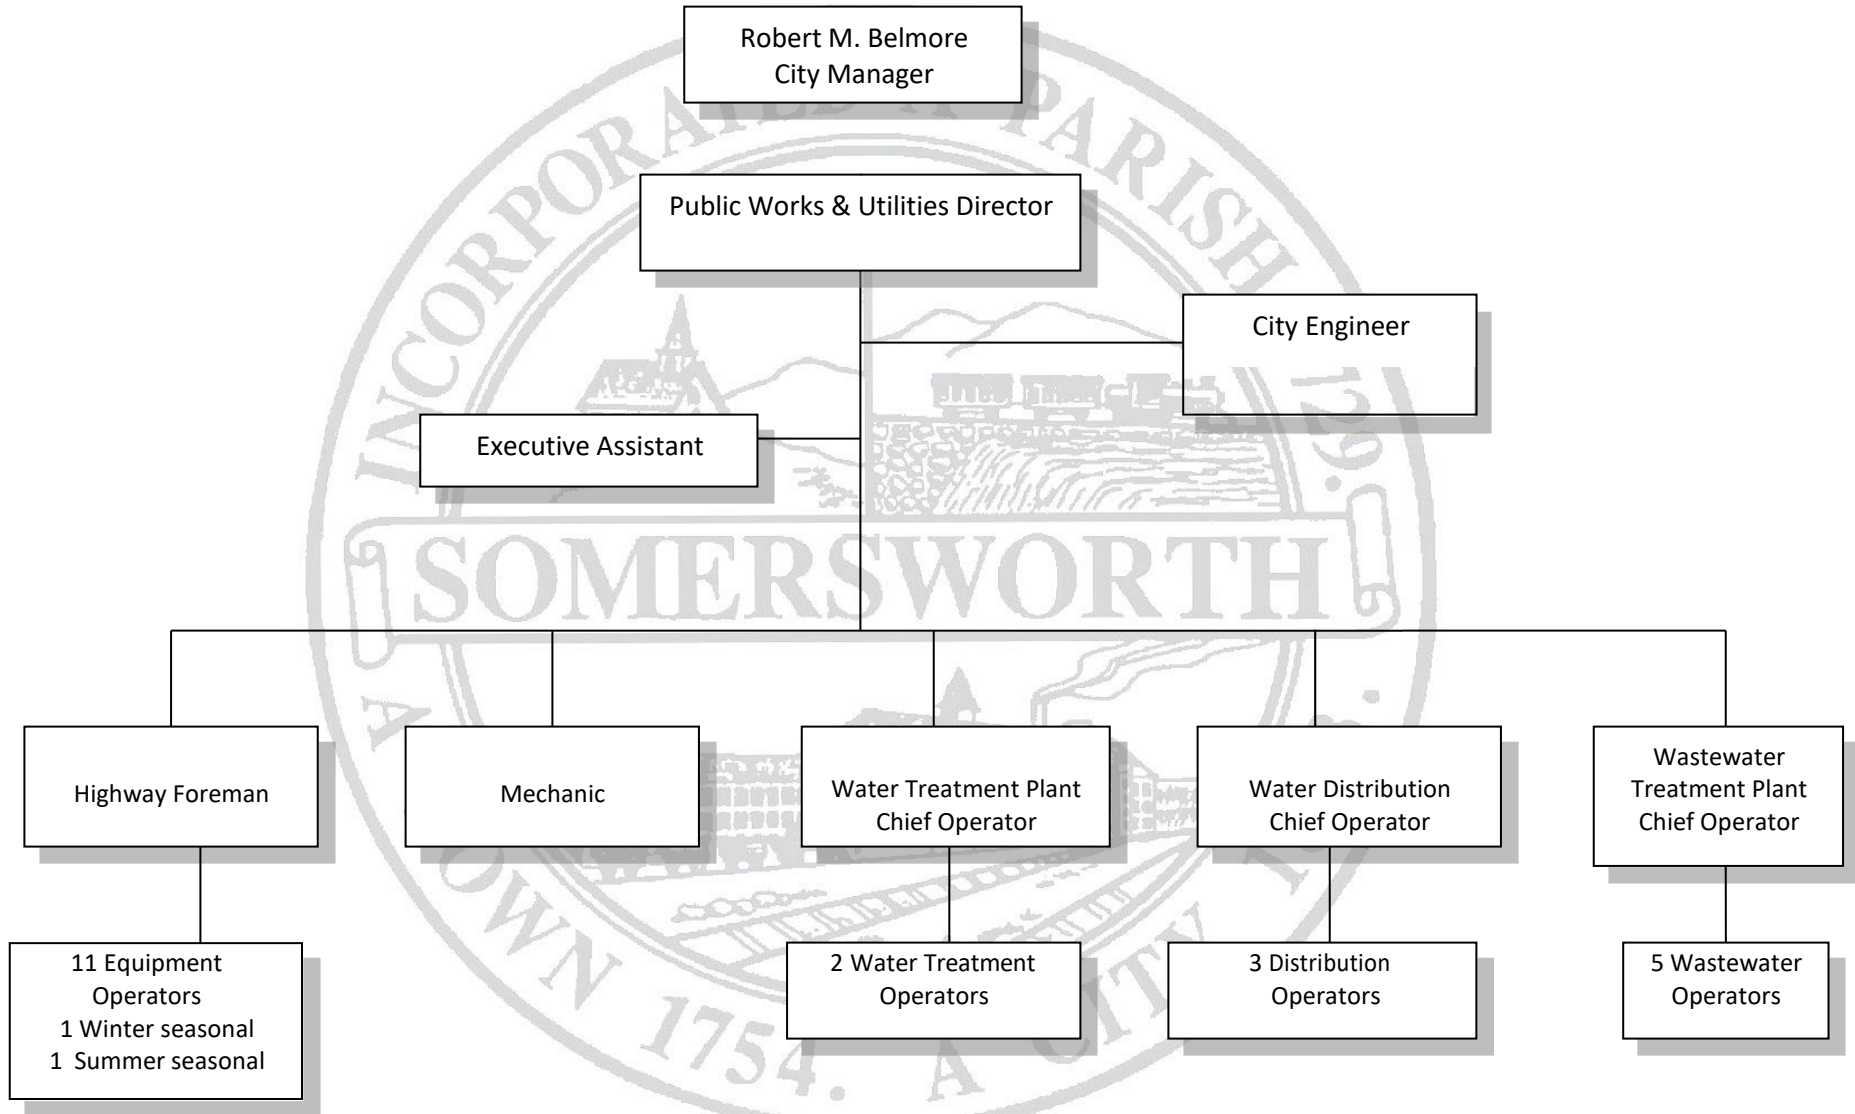 Robert M. Belmore
City Manager
Public Works & Utilities Director
City Engineer
Executive Assistant
Highway Foreman
Mechanic
Water Treatment Plant
Chief Operator
Water Distribution
Chief Operator
Wastewater
Treatment Plant
Chief Operator
11 Equipment
Operators
1 Winter seasonal
1 Summer seasonal
2 Water Treatment
Operators
3 Distribution
Operators
5 Wastewater
Operators
INCORPORATED A PARISH
SOMERSWORTH
1754. A CITY